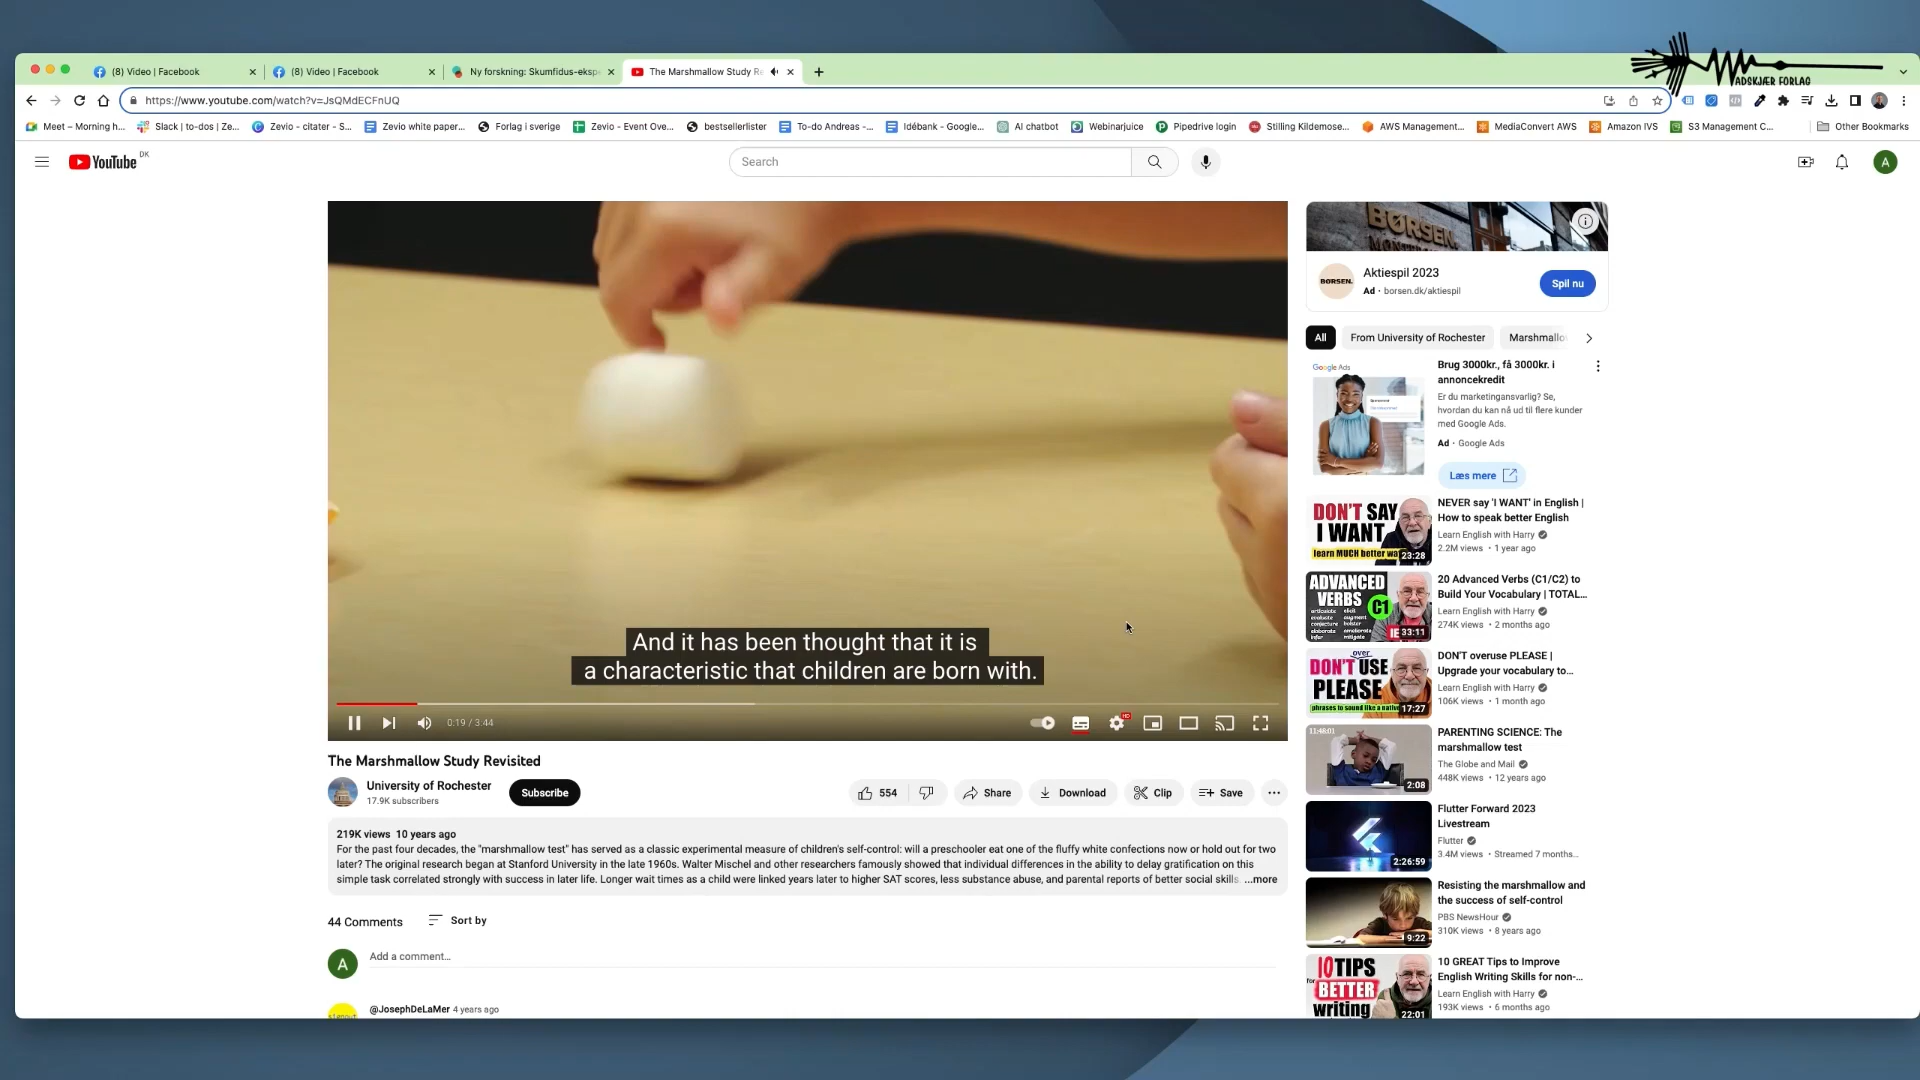 (8) Video | Facebook
(8) Video | Facebook
Ny forskning: Skumfidus-ekspe
The Marshmallow Study Re
ADSKJÆR FORLAG
https://www.youtube.com/watch?v=JsQMdECFnUQ
Meet – Morning h...
Slack | to-dos | Ze...
Zevio - citater - S...
Zevio white paper...
Forlag i sverige
Zevio - Event Ove...
bestsellerlister
To-do Andreas -...
Idébank - Google...
AI chatbot
Webinarjuice
Pipedrive login
Stilling Kildemose...
AWS Management...
MediaConvert AWS
Amazon IVS
S3 Management C...
Other Bookmarks
YouTube DK
Search
A
And it has been thought that it is
a characteristic that children are born with.
0:19 / 3:44
HD
The Marshmallow Study Revisited
University of Rochester
17.9K subscribers
Subscribe
554
Share
Download
Clip
Save
219K views 10 years ago
For the past four decades, the "marshmallow test" has served as a classic experimental measure of children's self-control: will a preschooler eat one of the fluffy white confections now or hold out for two
later? The original research began at Stanford University in the late 1960s. Walter Mischel and other researchers famously showed that individual differences in the ability to delay gratification on this
simple task correlated strongly with success in later life. Longer wait times as a child were linked years later to higher SAT scores, less substance abuse, and parental reports of better social skills. ...more
44 Comments
Sort by
A
Add a comment...
@JosephDeLaMer 4 years ago
BØRSEN.
BØRSEN.
Aktiespil 2023
Ad · borsen.dk/aktiespil
Spil nu
All
From University of Rochester
Marshmallo
Google Ads
Brug 3000kr., få 3000kr. i
annoncekredit
Er du marketingansvarlig? Se,
hvordan du kan nå ud til flere kunder
med Google Ads.
Ad · Google Ads
Læs mere
DON'T SAY
I WANT
learn MUCH better wa
23:28
NEVER say 'I WANT' in English |
How to speak better English
Learn English with Harry
2.2M views • 1 year ago
ADVANCED
VERBS
C1
33:11
20 Advanced Verbs (C1/C2) to
Build Your Vocabulary | TOTAL...
Learn English with Harry
274K views • 2 months ago
over
DON'T USE
PLEASE
phrases to sound like a native
17:27
DON'T overuse PLEASE |
Upgrade your vocabulary to...
Learn English with Harry
106K views • 1 month ago
11:48:01
2:08
PARENTING SCIENCE: The
marshmallow test
The Globe and Mail
448K views • 12 years ago
2:26:59
Flutter Forward 2023
Livestream
Flutter
3.4M views • Streamed 7 months...
9:22
Resisting the marshmallow and
the success of self-control
PBS NewsHour
310K views • 8 years ago
10 TIPS
for BETTER
writing
22:01
10 GREAT Tips to Improve
English Writing Skills for non-...
Learn English with Harry
193K views • 6 months ago